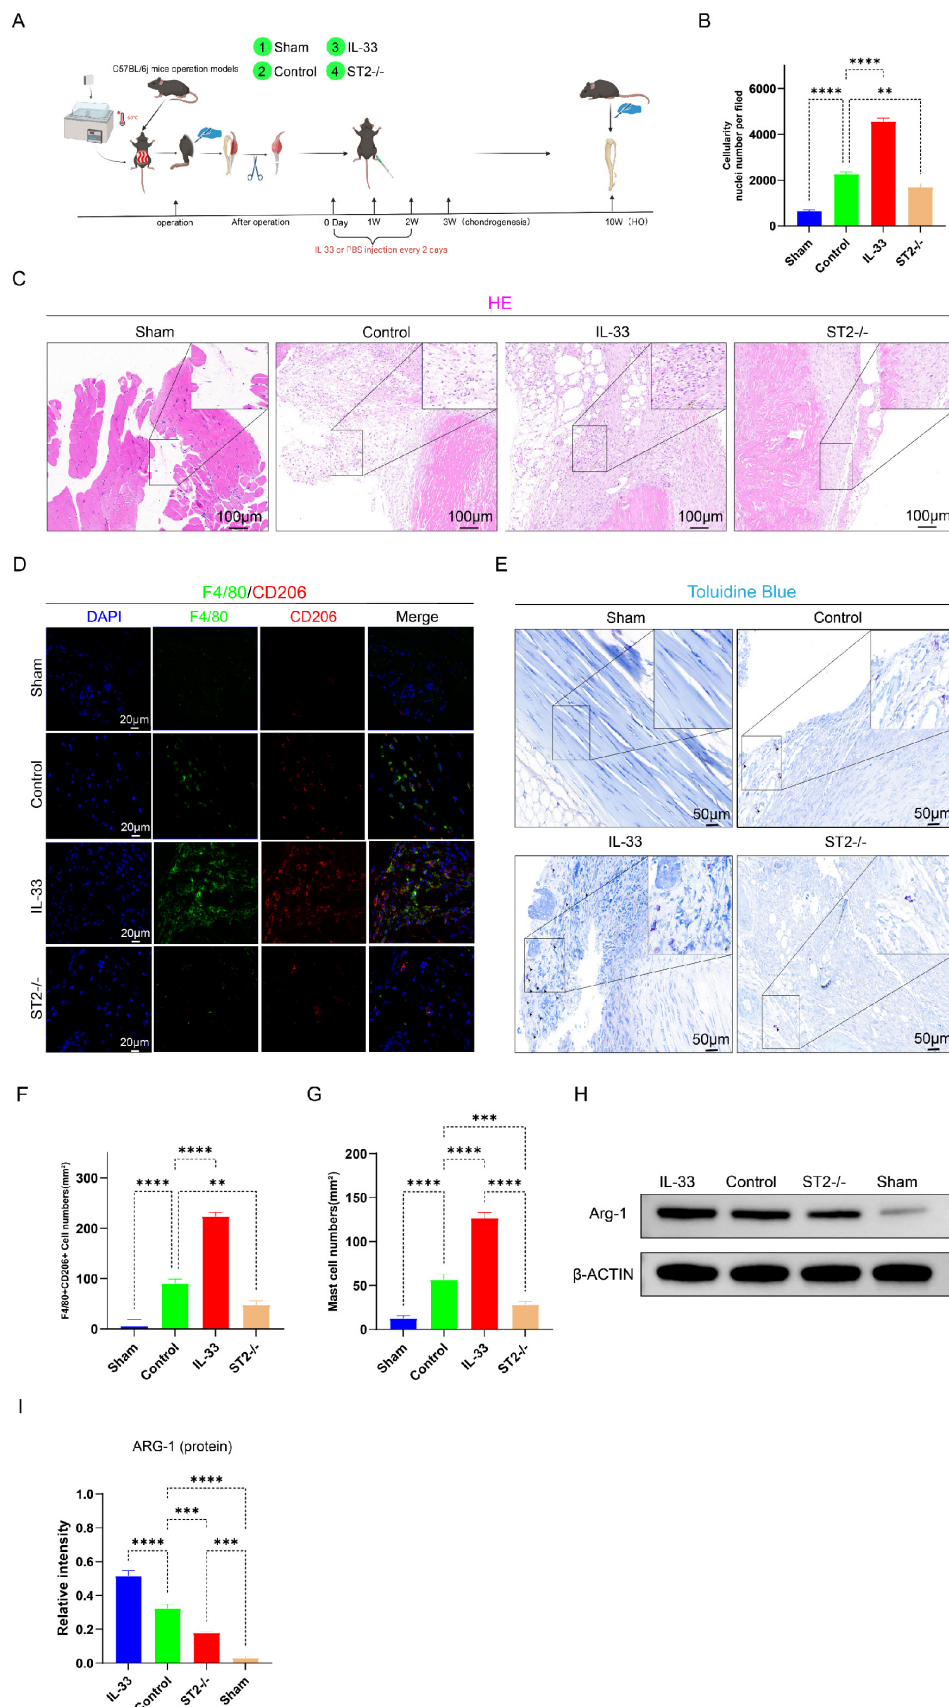 A
1 Sham 3 IL-33
2 Control 4 ST2-/-
C57BL/6j mice operation models
60°C
operation After operation 0 Day 1W 2W 3W (chondrogenesis) 10W (HO)
IL 33 or PBS injection every 2 days
B
**** **** **
Cellularity
nuclei number per filed
6000
4000
2000
0
Sham Control IL-33 ST2-/-
C
HE
Sham Control IL-33 ST2-/-
100μm 100μm 100μm 100μm
D
F4/80/CD206
DAPI F4/80 CD206 Merge
Sham
20μm 20μm
Control
20μm 20μm
IL-33
20μm 20μm
ST2-/-
20μm 20μm
E
Toluidine Blue
Sham Control
50μm 50μm
IL-33 ST2-/-
50μm 50μm
F
F4/80+CD206+ Cell numbers(mm²)
300
200
100
0
**** **** **
Sham Control IL-33 ST2-/-
G
Mast cell numbers(mm²)
200
150
100
50
0
***
****
**** ****
Sham Control IL-33 ST2-/-
H
IL-33 Control ST2-/- Sham
Arg-1
β-ACTIN
I
ARG-1 (protein)
Relative intensity
1.0
0.8
0.6
0.4
0.2
0.0
****
***
**** ***
IL-33 Control ST2-/- Sham